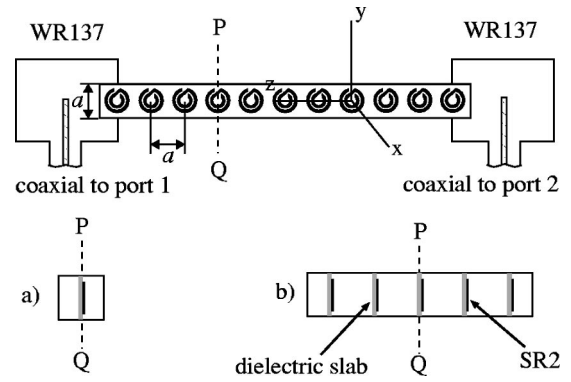 WR137
WR137
P
y
a
z
a
x
Q
coaxial to port 1
coaxial to port 2
P
P
a)
b)
Q
dielectric slab
Q
SR2